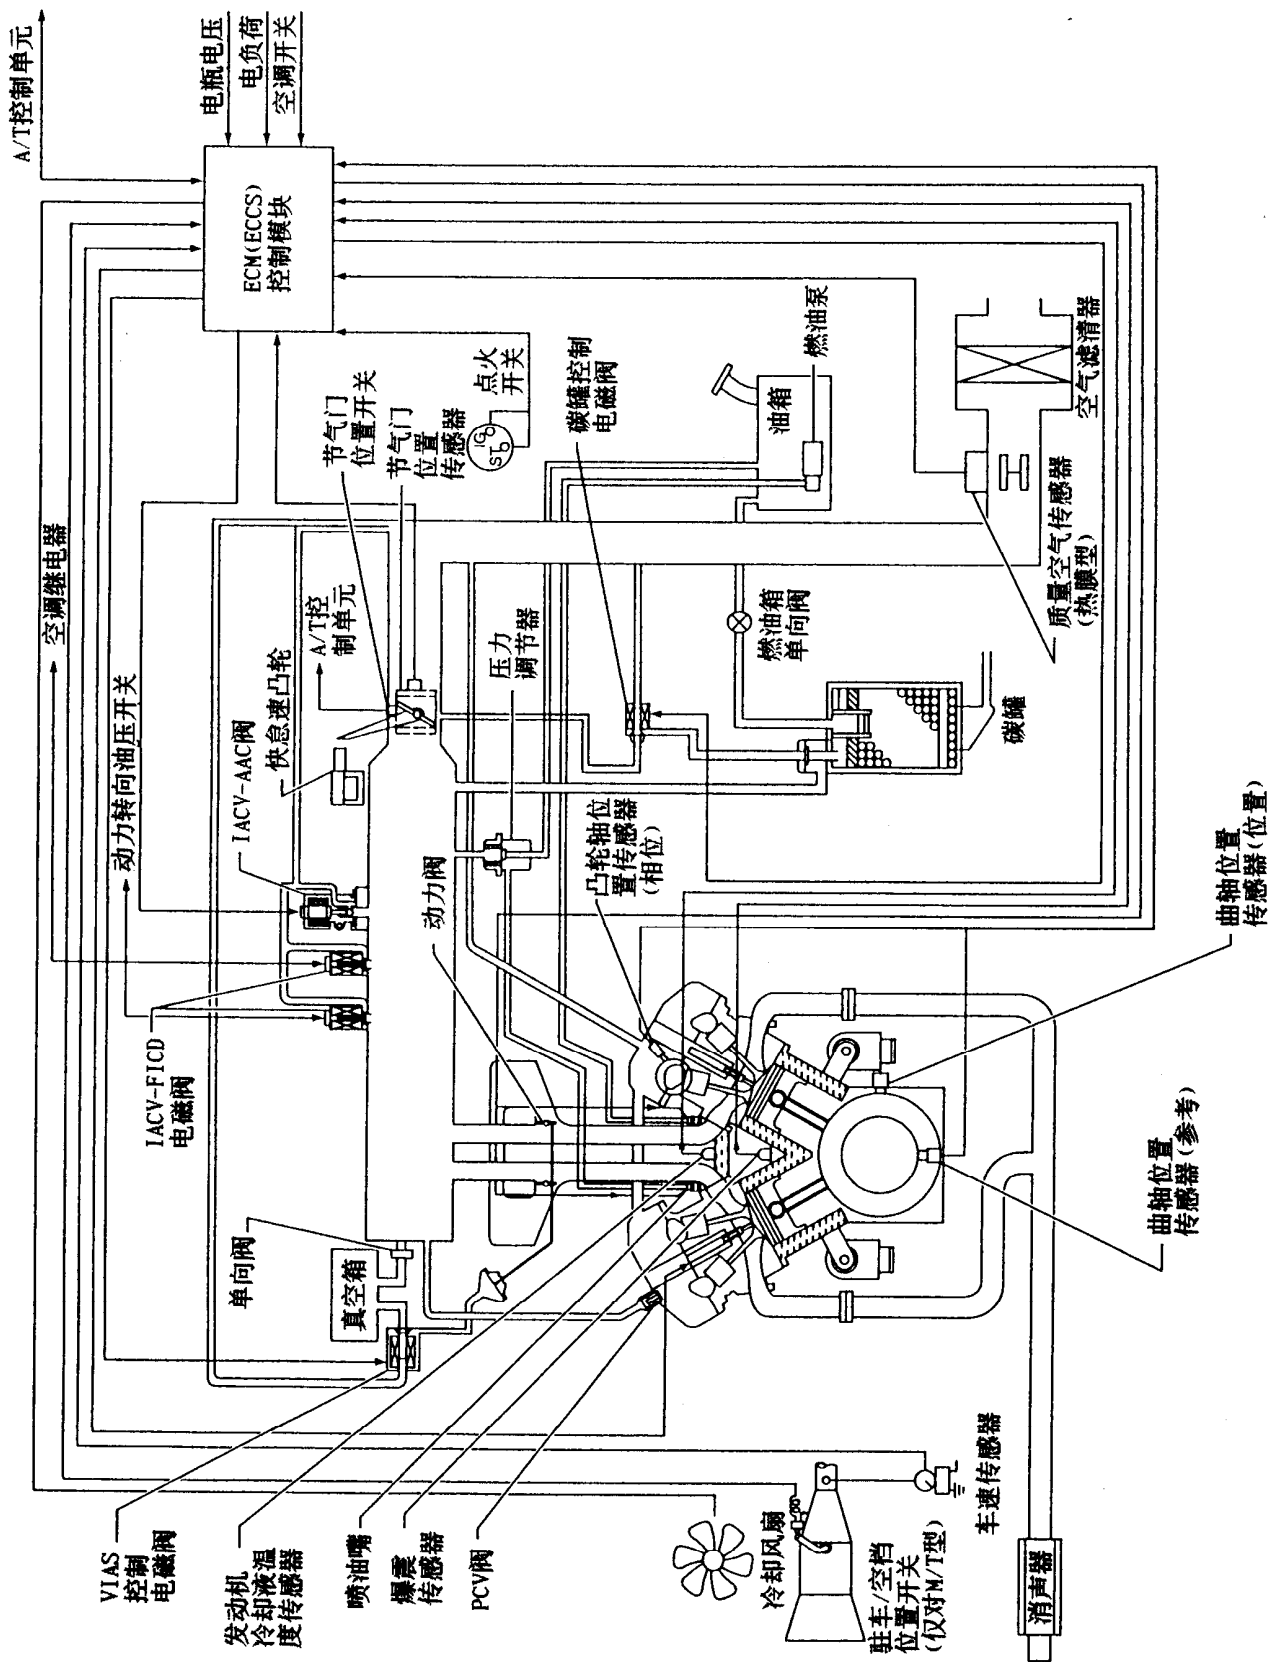 A/T控制单元
电瓶电压
电负荷
空调开关
ECM(ECCS)
控制模块
空调继电器
动力转向油压开关
IACV-AAC阀
快怠速凸轮
A/T控
制单元
节气门
位置开关
节气门
位置
传感器
点火
开关
IG
ST
碳罐控制
电磁阀
油箱
燃油泵
空气滤清器
质量空气传感器
(热膜型)
燃油箱
单向阀
压力
调节器
碳罐
动力阀
凸轮轴位
置传感器
(相位)
曲轴位置
传感器(位置)
曲轴位置
传感器(参考)
IACV-FICD
电磁阀
单向阀
真空箱
VIAS
控制
电磁阀
发动机
冷却液温
度传感器
喷油嘴
爆震
传感器
PCV阀
冷却风扇
驻车/空档
位置开关
(仅对M/T型)
车速传感器
消声器